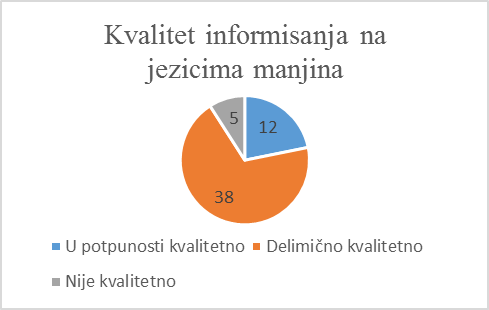 Kvalitet informisanja na
jezicima manjina
5
12
38
U potpunosti kvalitetno
Delimično kvalitetno
Nije kvalitetno